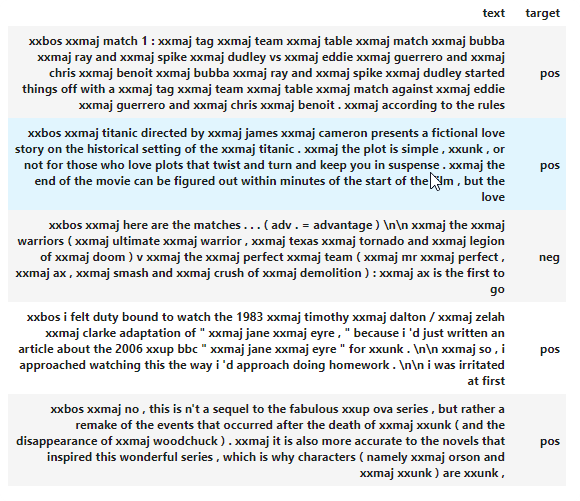 text target
xxbos xxmaj match 1 : xxmaj tag xxmaj team xxmaj table xxmaj match xxmaj bubba
xxmaj ray and xxmaj spike xxmaj dudley vs xxmaj eddie xxmaj guerrero and xxmaj
chris xxmaj benoit xxmaj bubba xxmaj ray and xxmaj spike xxmaj dudley started pos
things off with a xxmaj tag xxmaj team xxmaj table xxmaj match against xxmaj eddie
xxmaj guerrero and xxmaj chris xxmaj benoit . xxmaj according to the rules
xxbos xxmaj titanic directed by xxmaj james xxmaj cameron presents a fictional love
story on the historical setting of the xxmaj titanic . xxmaj the plot is simple , xxunk , or
not for those who love plots that twist and turn and keep you in suspense . xxmaj the pos
end of the movie can be figured out within minutes of the start of the film , but the
love
xxbos xxmaj here are the matches . . . ( adv . = advantage ) \n\n xxmaj the xxmaj
warriors ( xxmaj ultimate xxmaj warrior , xxmaj texas xxmaj tornado and xxmaj legion
of xxmaj doom ) v xxmaj the xxmaj perfect xxmaj team ( xxmaj mr xxmaj perfect , neg
xxmaj ax , xxmaj smash and xxmaj crush of xxmaj demolition ) : xxmaj ax is the first to
go
xxbos i felt duty bound to watch the 1983 xxmaj timothy xxmaj dalton / xxmaj zelah
xxmaj clarke adaptation of " xxmaj jane xxmaj eyre , " because i 'd just written an
article about the 2006 xxup bbc " xxmaj jane xxmaj eyre " for xxunk . \n\n xxmaj so , i pos
approached watching this the way i 'd approach doing homework . \n\n i was irritated
at first
xxbos xxmaj no , this is n't a sequel to the fabulous xxup ova series , but rather a
remake of the events that occurred after the death of xxmaj xxunk ( and the
disappearance of xxmaj woodchuck ) . xxmaj it is also more accurate to the novels that pos
inspired this wonderful series , which is why characters ( namely xxmaj orson and
xxmaj xxunk ) are xxunk ,